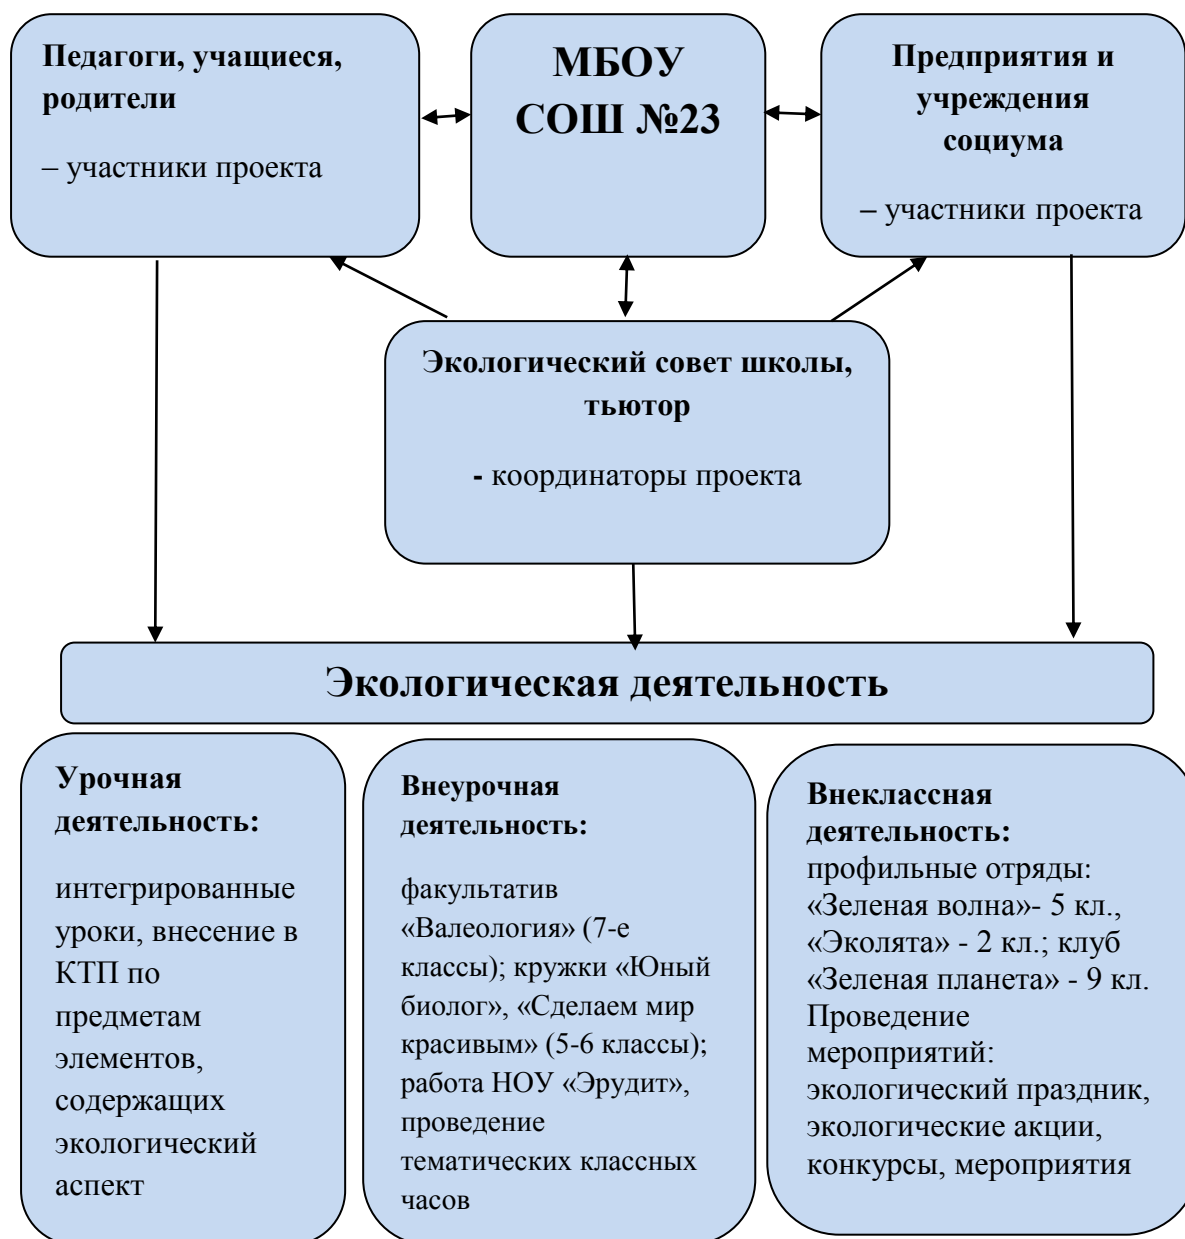 Педагоги, учащиеся,
родители
– участники проекта
МБОУ
СОШ №23
Предприятия и
учреждения
социума
– участники проекта
Экологический совет школы,
тьютор
- координаторы проекта
Экологическая деятельность
Урочная
деятельность:
интегрированные
уроки, внесение в
КТП по
предметам
элементов,
содержащих
экологический
аспект
Внеурочная
деятельность:
факультатив
«Валеология» (7-е
классы); кружки «Юный
биолог», «Сделаем мир
красивым» (5-6 классы);
работа НОУ «Эрудит»,
проведение
тематических классных
часов
Внеклассная
деятельность:
профильные отряды:
«Зеленая волна»- 5 кл.,
«Эколята» - 2 кл.; клуб
«Зеленая планета» - 9 кл.
Проведение
мероприятий:
экологический праздник,
экологические акции,
конкурсы, мероприятия